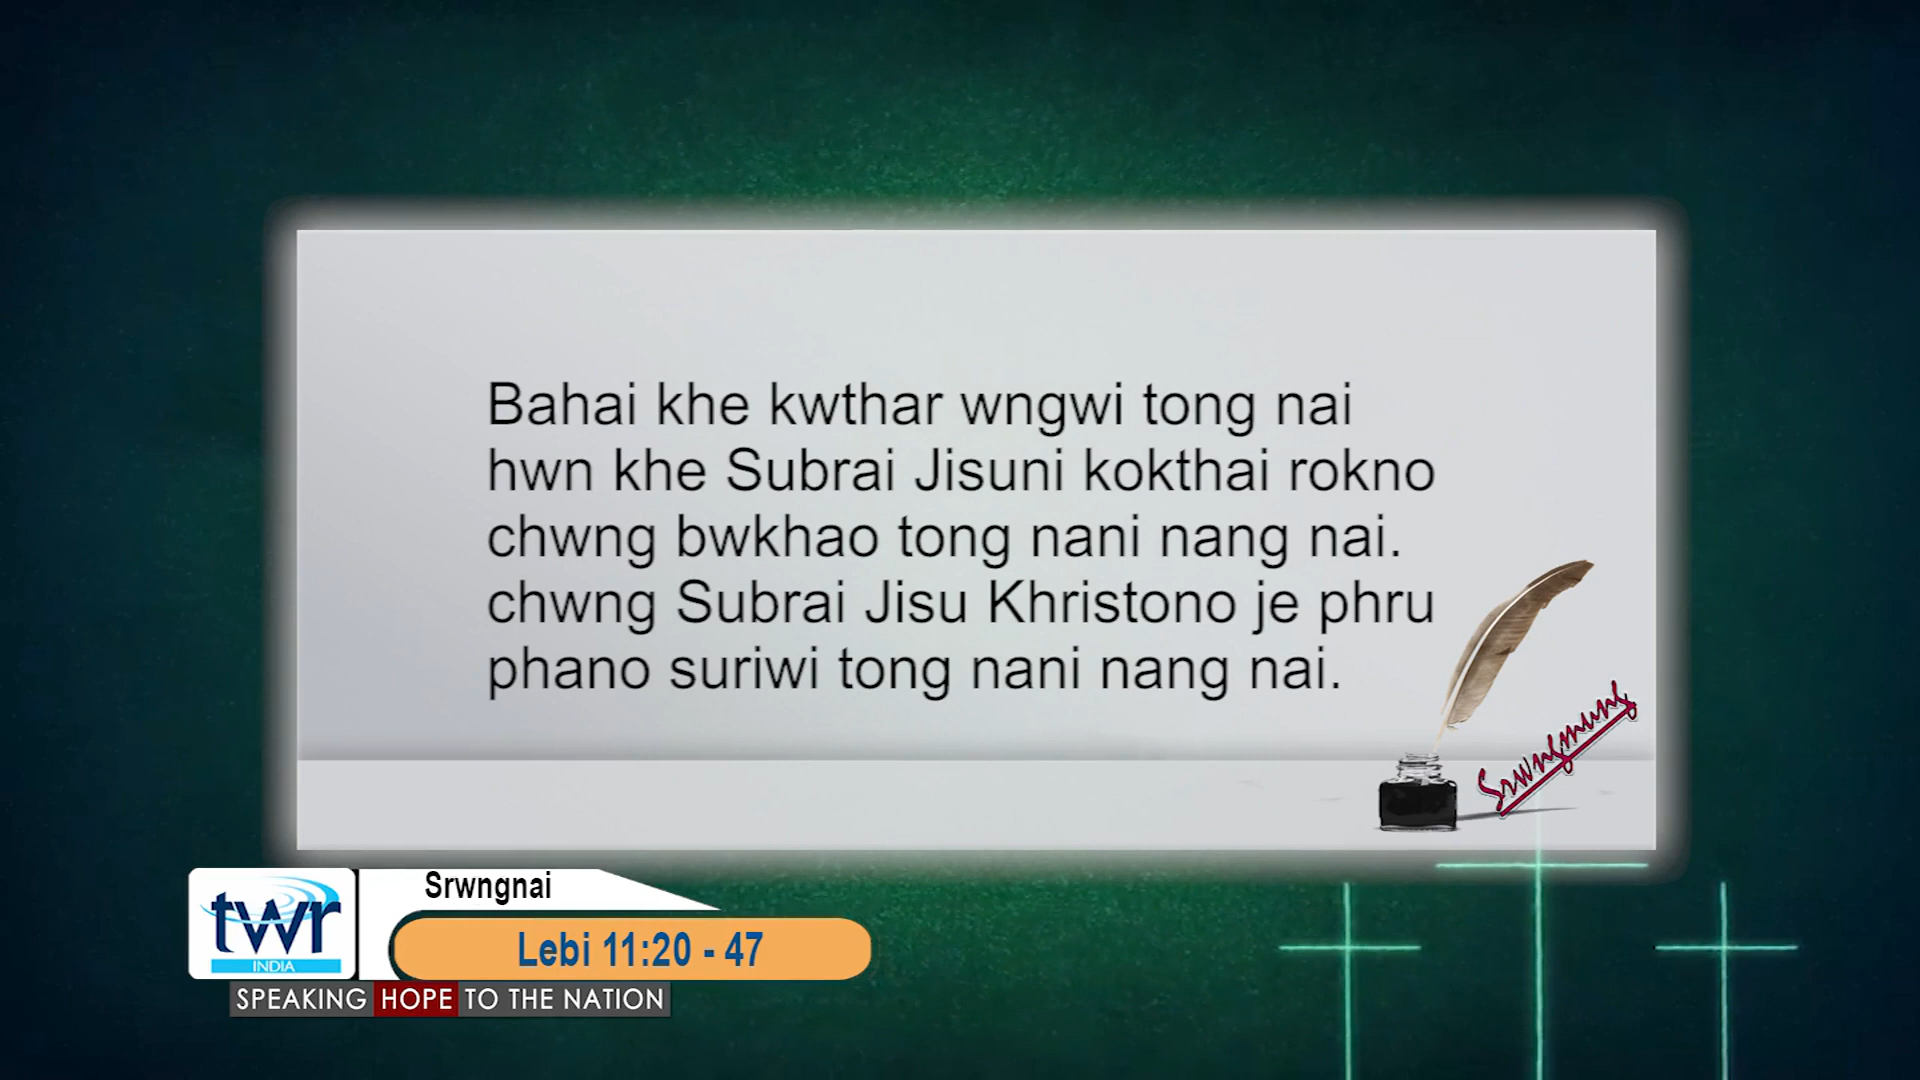 Bahai khe kwthar wngwi tong nai
hwn khe Subrai Jisuni kokthai rokno
chwng bwkhao tong nani nang nai.
chwng Subrai Jisu Khristono je phru
phano suriwi tong nani nang nai.
Srwngmung
Srwngnai
twr
INDIA
Lebi 11:20 - 47
SPEAKING HOPE TO THE NATION